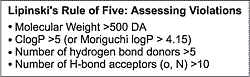 Lipinski's Rule of Five: Assessing Violations
• Molecular Weight >500 DA
• ClogP >5 (or Moriguchi logP > 4.15)
• Number of hydrogen bond donors >5
• Number of H-bond acceptors (o, N) >10